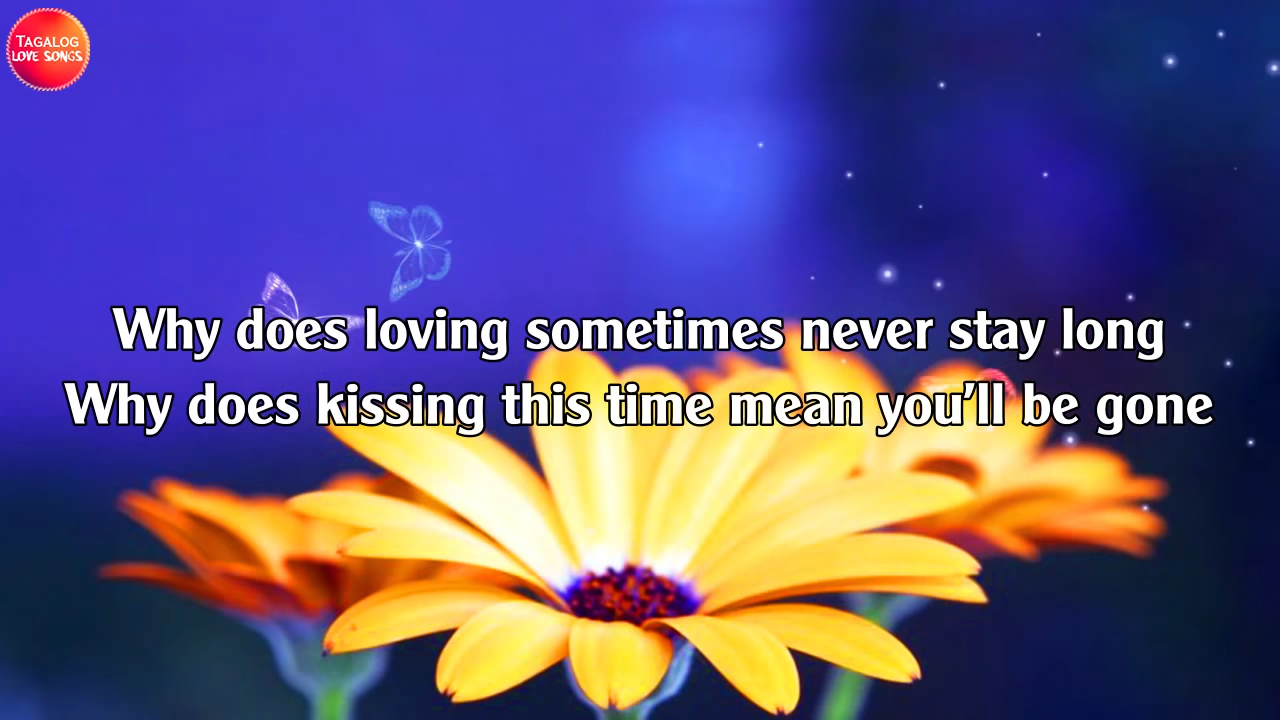 TAGALOG
LOVE SONGS
Why does loving sometimes never stay long
Why does kissing this time mean you'll be gone